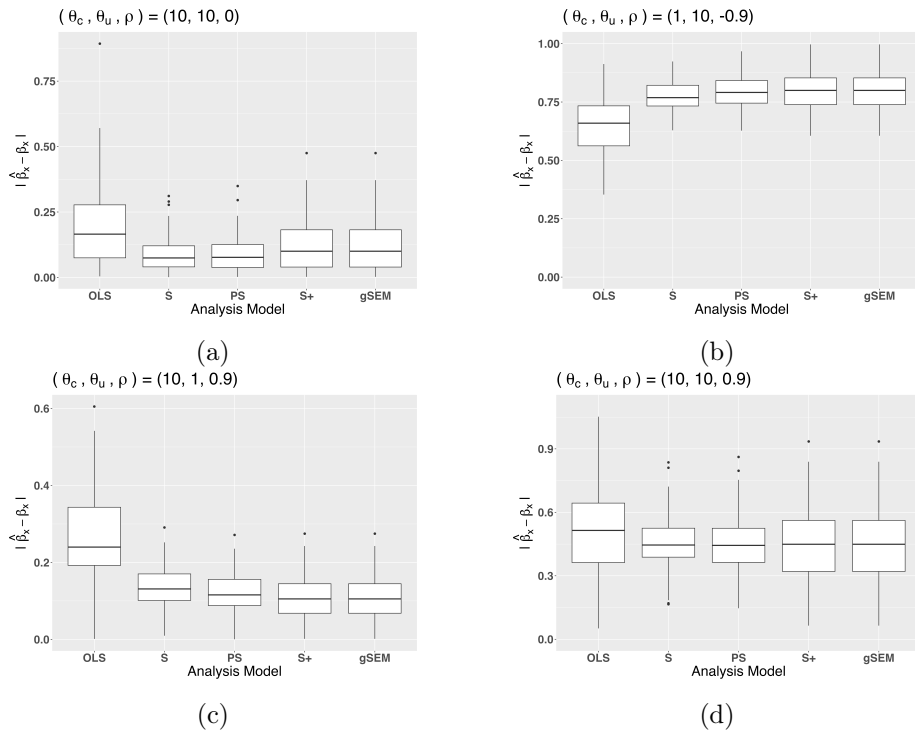 ( θc , θu , ρ ) = (10, 10, 0)
| β̂x − βx |
0.75
0.50
0.25
0.00
OLS S PS S+ gSEM
Analysis Model
(a)
( θc , θu , ρ ) = (1, 10, -0.9)
| β̂x − βx |
1.00
0.75
0.50
0.25
0.00
OLS S PS S+ gSEM
Analysis Model
(b)
( θc , θu , ρ ) = (10, 1, 0.9)
| β̂x − βx |
0.6
0.4
0.2
0.0
OLS S PS S+ gSEM
Analysis Model
(c)
( θc , θu , ρ ) = (10, 10, 0.9)
| β̂x − βx |
0.9
0.6
0.3
0.0
OLS S PS S+ gSEM
Analysis Model
(d)